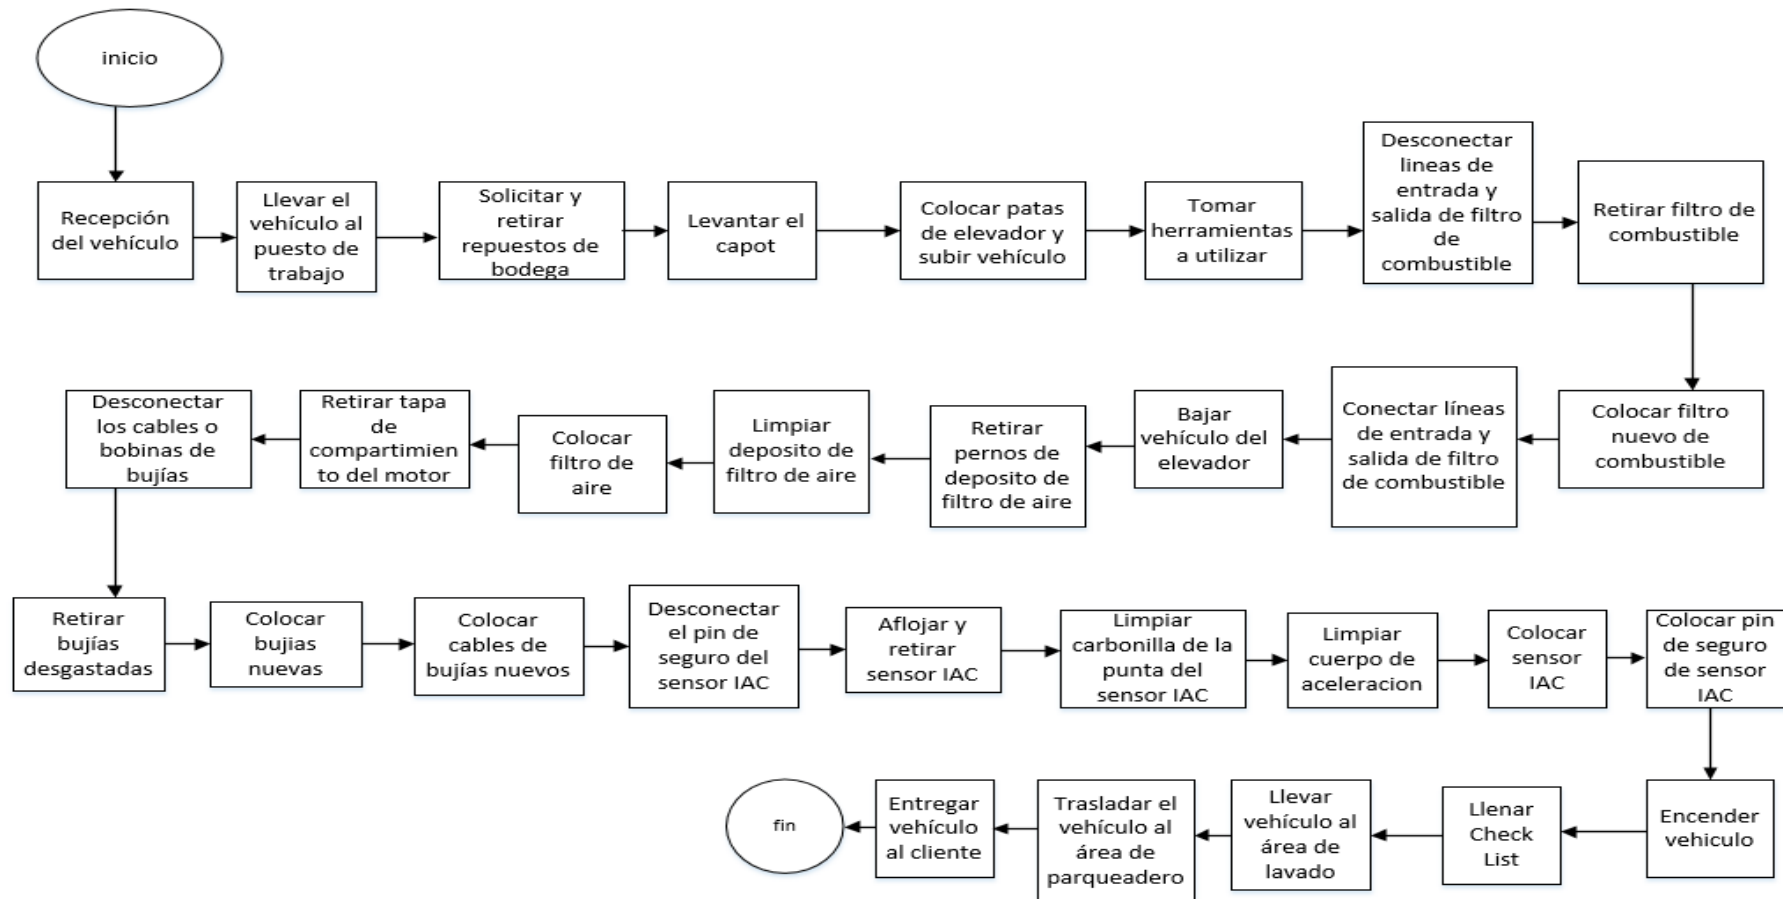 inicio
Recepción
del vehículo
Llevar el
vehículo al
puesto de
trabajo
Solicitar y
retirar
repuestos de
bodega
Levantar el
capot
Colocar patas
de elevador y
subir vehículo
Tomar
herramientas
a utilizar
Desconectar
lineas de
entrada y
salida de filtro
de
combustible
Retirar filtro de
combustible
Colocar filtro
nuevo de
combustible
Conectar líneas
de entrada y
salida de filtro
de combustible
Bajar
vehículo del
elevador
Retirar
pernos de
deposito de
filtro de aire
Limpiar
deposito de
filtro de aire
Colocar
filtro de
aire
Retirar tapa
de
compartimie
nto del motor
Desconectar
los cables o
bobinas de
bujías
Retirar
bujías
desgastadas
Colocar
bujias
nuevas
Colocar
cables de
bujías nuevos
Desconectar
el pin de
seguro del
sensor IAC
Aflojar y
retirar
sensor IAC
Limpiar
carbonilla de la
punta del
sensor IAC
Limpiar
cuerpo de
aceleracion
Colocar
sensor
IAC
Colocar pin
de seguro
de sensor
IAC
Encender
vehiculo
Llenar
Check
List
Llevar
vehículo al
área de
lavado
Trasladar el
vehículo al
área de
parqueadero
Entregar
vehículo
al cliente
fin